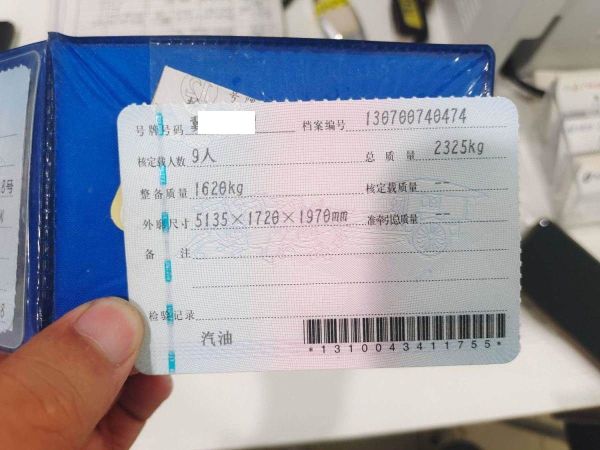 号牌号码 档案编号 130700740474
核定载人数 9人 总质量 2325kg
整备质量 1620kg 核定载质量 --
外廓尺寸 5135×1720×1970mm 准牵引总质量 --
备注
检验记录
汽油
*1310043411755*